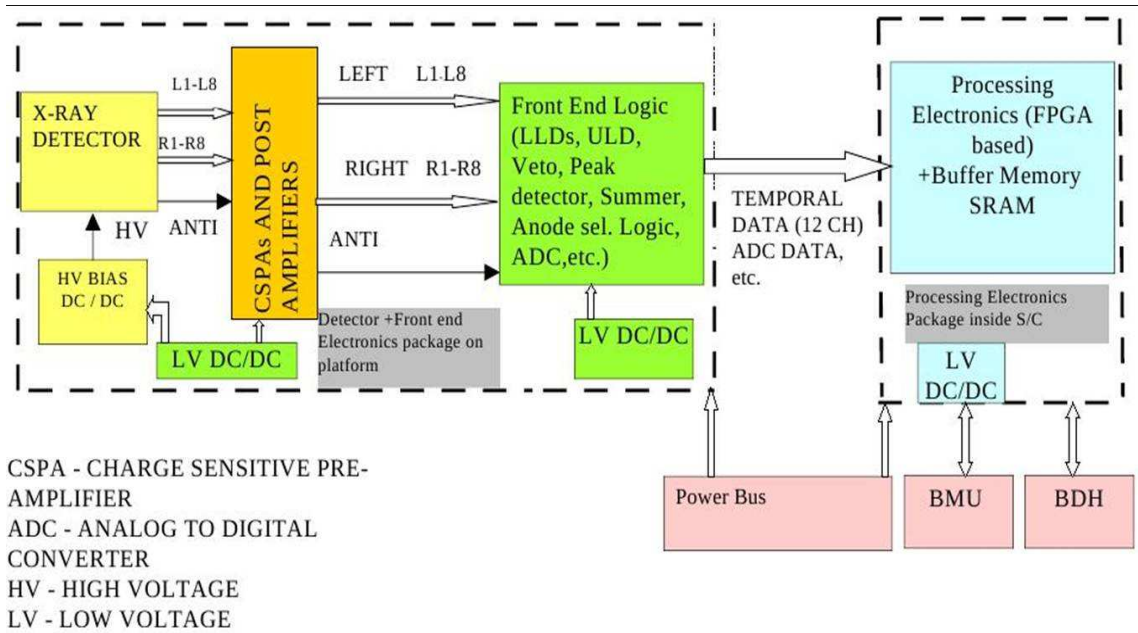 X-RAY
DETECTOR
L1-L8
R1-R8
HV
ANTI
HV BIAS
DC / DC
LV DC/DC
CSPAs AND POST
AMPLIFIERS
LEFT L1-L8
RIGHT R1-R8
ANTI
Detector +Front end
Electronics package on
platform
Front End Logic
(LLDs, ULD,
Veto, Peak
detector, Summer,
Anode sel. Logic,
ADC,etc.)
LV DC/DC
TEMPORAL
DATA (12 CH)
ADC DATA,
etc.
Processing
Electronics (FPGA
based)
+Buffer Memory
SRAM
Processing Electronics
Package inside S/C
LV
DC/DC
Power Bus
BMU
BDH
CSPA - CHARGE SENSITIVE PRE-
AMPLIFIER
ADC - ANALOG TO DIGITAL
CONVERTER
HV - HIGH VOLTAGE
LV - LOW VOLTAGE